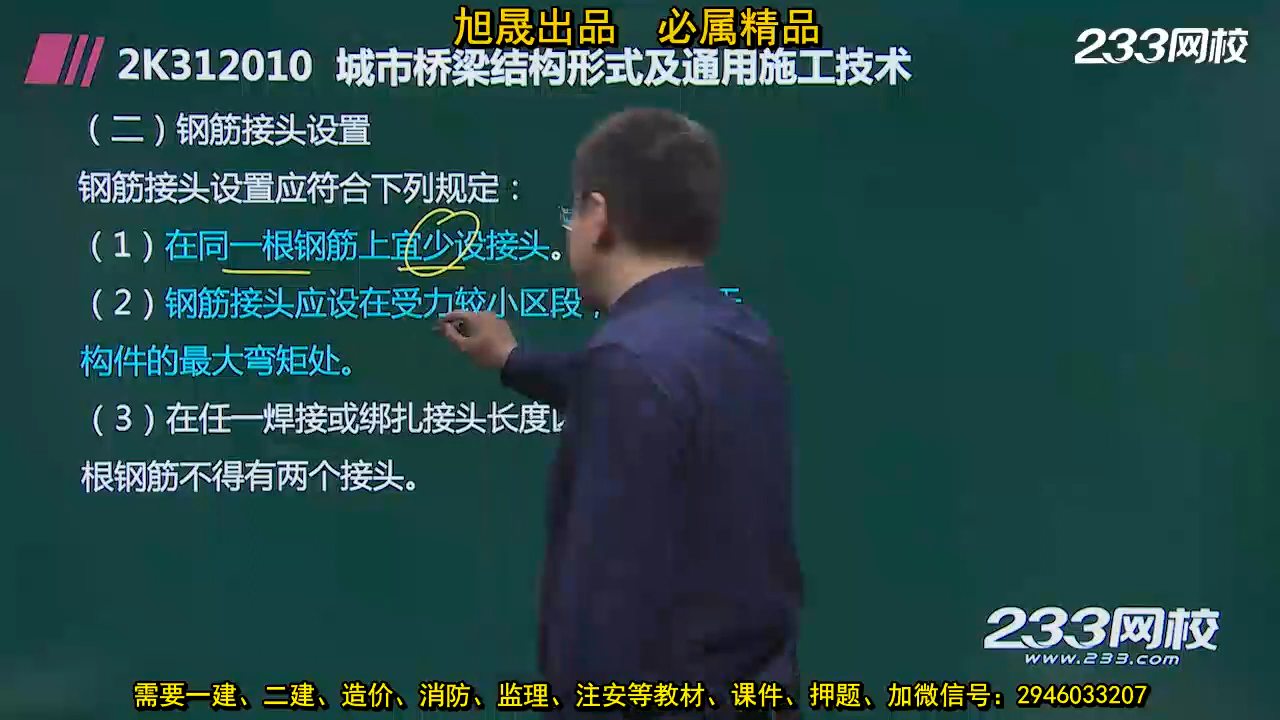 旭晟出品　必属精品
233网校
2K312010 城市桥梁结构形式及通用施工技术
（二）钢筋接头设置
钢筋接头设置应符合下列规定：
（1）在同一根钢筋上宜少设接头。
（2）钢筋接头应设在受力较小区段，
构件的最大弯矩处。
（3）在任一焊接或绑扎接头长度
根钢筋不得有两个接头。
233网校
www.233.com
需要一建、二建、造价、消防、监理、注安等教材、课件、押题、加微信号：2946033207